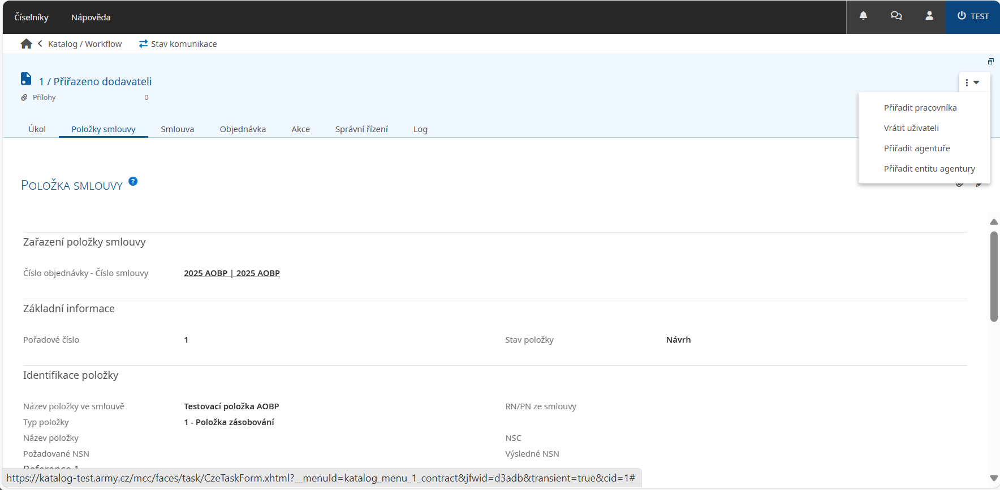 Číselníky Nápověda TEST
Katalog / Workflow Stav komunikace
1 / Přiřazeno dodavateli
Přílohy 0
Přiřadit pracovníka
Vrátit uživateli
Přiřadit agentuře
Přiřadit entitu agentury
Úkol Položky smlouvy Smlouva Objednávka Akce Správní řízení Log
Položka smlouvy ?
Zařazení položky smlouvy
Číslo objednávky - Číslo smlouvy 2025 AOBP | 2025 AOBP
Základní informace
Pořadové číslo 1 Stav položky Návrh
Identifikace položky
Název položky ve smlouvě Testovací položka AOBP RN/PN ze smlouvy
Typ položky 1 - Položka zásobování
Název položky NSC
Požadované NSN Výsledné NSN
Reference 1
https://katalog-test.army.cz/mcc/faces/task/CzeTaskForm.xhtml?__menuId=katalog_menu_1_contract&jfwid=d3adb&transient=true&cid=1#